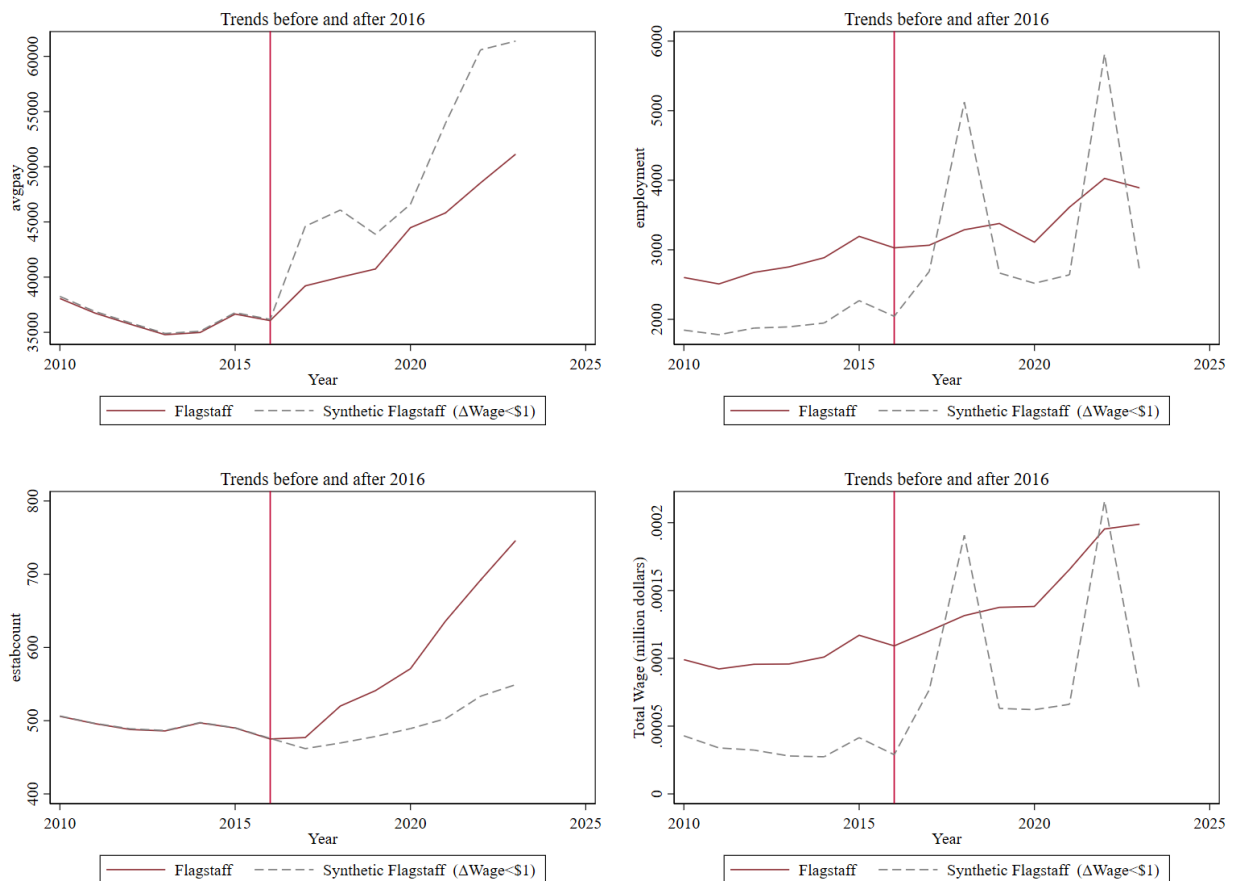 Trends before and after 2016
avgpay
35000 40000 45000 50000 55000 60000
2010 2015 2020 2025
Year
Flagstaff Synthetic Flagstaff (ΔWage<$1)
Trends before and after 2016
employment
2000 3000 4000 5000 6000
2010 2015 2020 2025
Year
Flagstaff Synthetic Flagstaff (ΔWage<$1)
Trends before and after 2016
estabcount
400 500 600 700 800
2010 2015 2020 2025
Year
Flagstaff Synthetic Flagstaff (ΔWage<$1)
Trends before and after 2016
Total Wage (million dollars)
0 .00005 .0001 .00015 .0002
2010 2015 2020 2025
Year
Flagstaff Synthetic Flagstaff (ΔWage<$1)